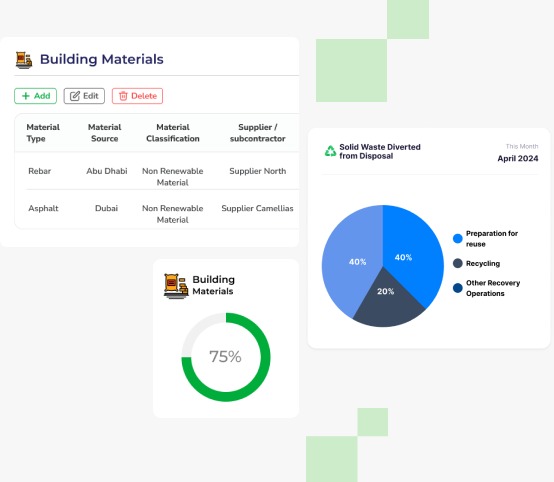 Building Materials
Add
Edit
Delete
Material Type
Material Source
Material Classification
Supplier / subcontractor
Rebar
Abu Dhabi
Non Renewable Material
Supplier North
Asphalt
Dubai
Non Renewable Material
Supplier Camellias
Building
Materials
75%
Solid Waste Diverted
from Disposal
This Month
April 2024
40%
40%
20%
Preparation for
reuse
Recycling
Other Recovery
Operations